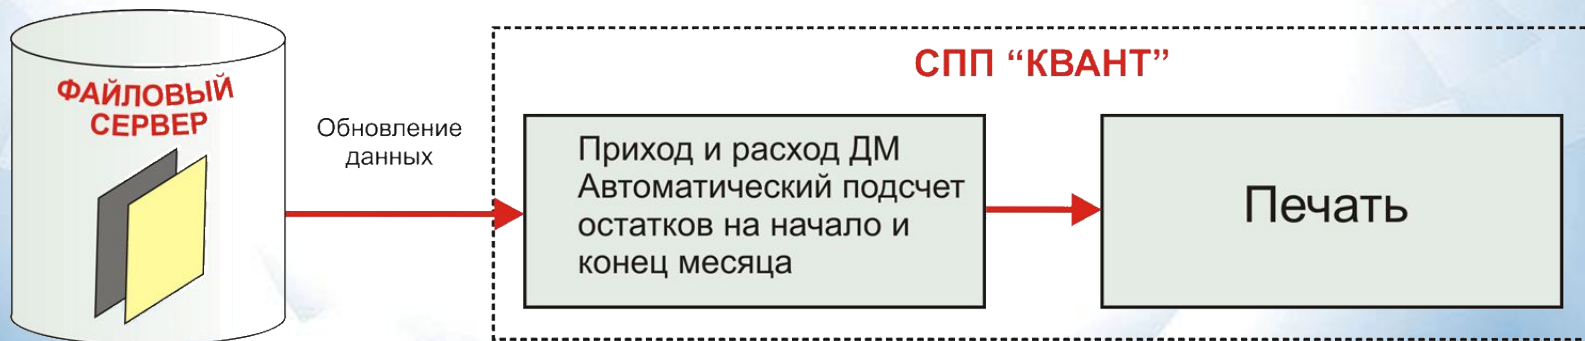 ФАЙЛОВЫЙ
СЕРВЕР
Обновление
данных
СПП “КВАНТ”
Приход и расход ДМ
Автоматический подсчет
остатков на начало и
конец месяца
Печать